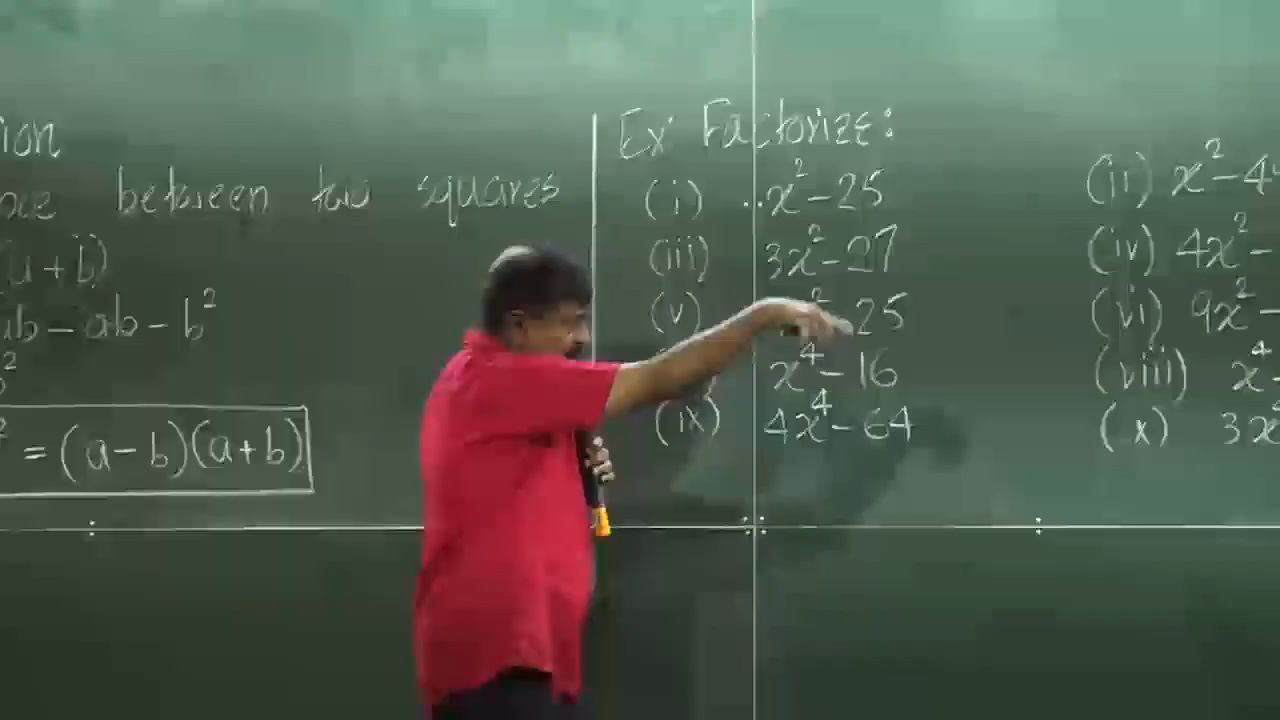 ion
between two squares
(a + b)
ab – ab – b²
²
² = (a – b)(a + b)
Ex Factorize:
(i) x² – 25
(ii) x² – 4
(iii) 3x² – 27
(iv) 4x² –
(v) ² 25
(vi) 9x² –
x⁴ – 16
(viii) x⁴ –
(ix) 4x⁴ – 64
(x) 3x